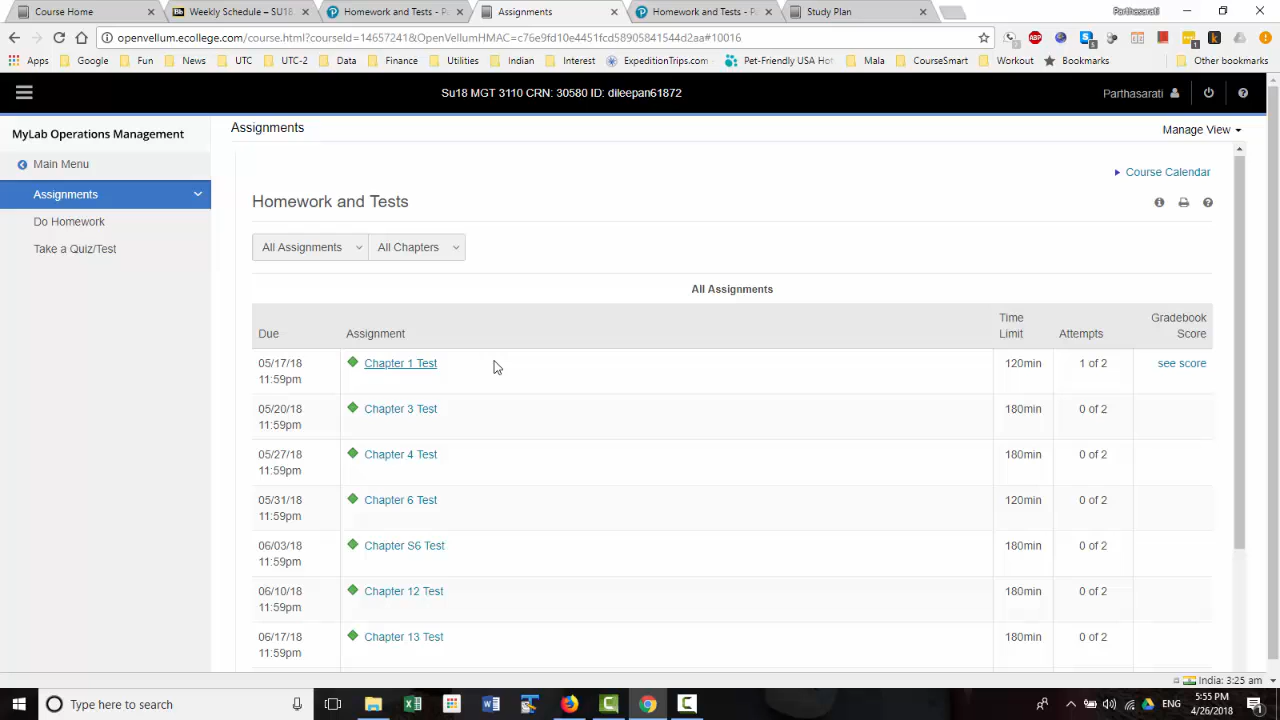 Course Home
Weekly Schedule – SU18
Homework and Tests - P
Assignments
Homework and Tests - P
Study Plan
Parthasarati
openvellum.ecollege.com/course.html?courseId=14657241&OpenVellumHMAC=c76e9fd10e4451fcd58905841544d2aa#10016
Apps
Google
Fun
News
UTC
UTC-2
Data
Finance
Utilities
Indian
Interest
ExpeditionTrips.com
Pet-Friendly USA Hot
Mala
CourseSmart
Workout
Bookmarks
Other bookmarks
Su18 MGT 3110 CRN: 30580 ID: dileepan61872
Parthasarati
MyLab Operations Management
Main Menu
Assignments
Do Homework
Take a Quiz/Test
Assignments
Manage View
Course Calendar
Homework and Tests
All Assignments
All Chapters
All Assignments
Due Assignment Time Limit Attempts Gradebook Score
05/17/18 11:59pm Chapter 1 Test 120min 1 of 2 see score
05/20/18 11:59pm Chapter 3 Test 180min 0 of 2
05/27/18 11:59pm Chapter 4 Test 180min 0 of 2
05/31/18 11:59pm Chapter 6 Test 120min 0 of 2
06/03/18 11:59pm Chapter S6 Test 180min 0 of 2
06/10/18 11:59pm Chapter 12 Test 180min 0 of 2
06/17/18 11:59pm Chapter 13 Test 180min 0 of 2
India: 3:25 am
Type here to search
ENG
5:55 PM
4/26/2018